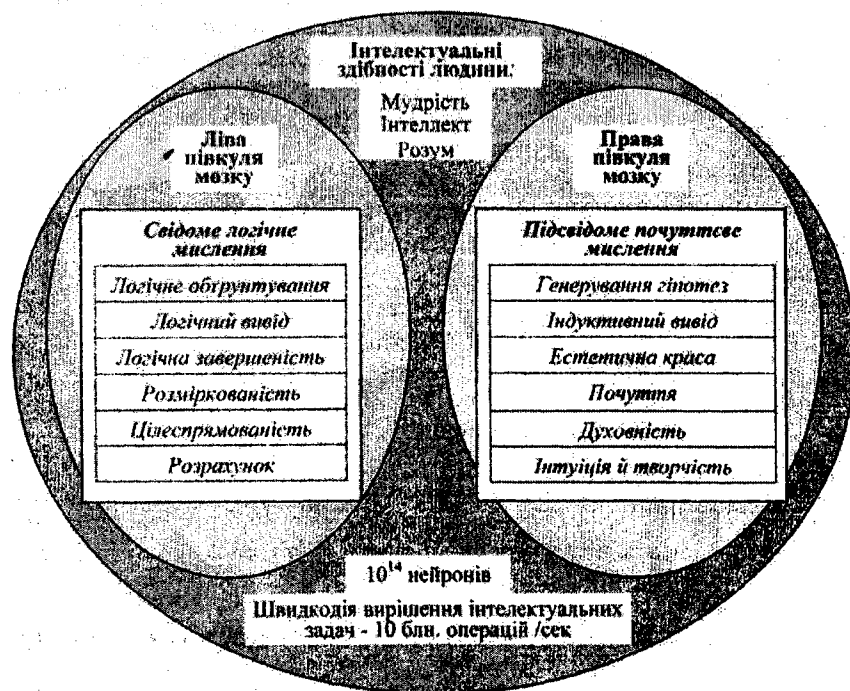 Інтелектуальні
здібності людини:
Мудрість
Інтеллект
Розум
Ліва
півкуля
мозку
Права
півкуля
мозку
Свідоме логічне
мислення
Логічне обґрунтування
Логічний вивід
Логічна завершеність
Розміркованість
Цілеспрямованість
Розрахунок
Підсвідоме почуттєве
мислення
Генерування гіпотез
Індуктивний вивід
Естетична краса
Почуття
Духовність
Інтуіція й творчість
10¹⁴ нейронів
Швидкодія вирішення інтелектуальних
задач - 10 блн. операцій /сек